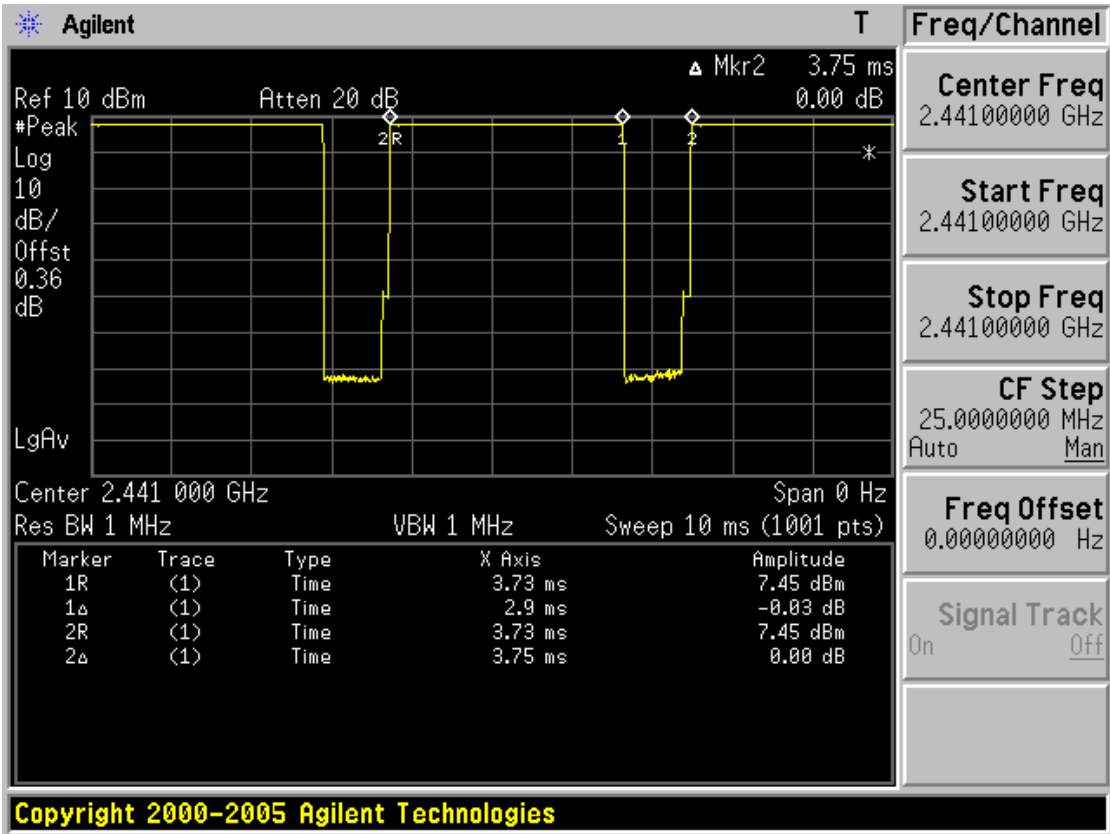 Agilent T
Freq/Channel
Δ Mkr2 3.75 ms
Ref 10 dBm Atten 20 dB 0.00 dB
#Peak
Log
10
dB/
Offst
0.36
dB
LgAv
2R
1
2
*
Center 2.441 000 GHz Span 0 Hz
Res BW 1 MHz VBW 1 MHz Sweep 10 ms (1001 pts)
Marker Trace Type X Axis Amplitude
1R (1) Time 3.73 ms 7.45 dBm
1Δ (1) Time 2.9 ms -0.03 dB
2R (1) Time 3.73 ms 7.45 dBm
2Δ (1) Time 3.75 ms 0.00 dB
Center Freq
2.44100000 GHz
Start Freq
2.44100000 GHz
Stop Freq
2.44100000 GHz
CF Step
25.0000000 MHz
Auto Man
Freq Offset
0.00000000 Hz
Signal Track
On Off
Copyright 2000-2005 Agilent Technologies